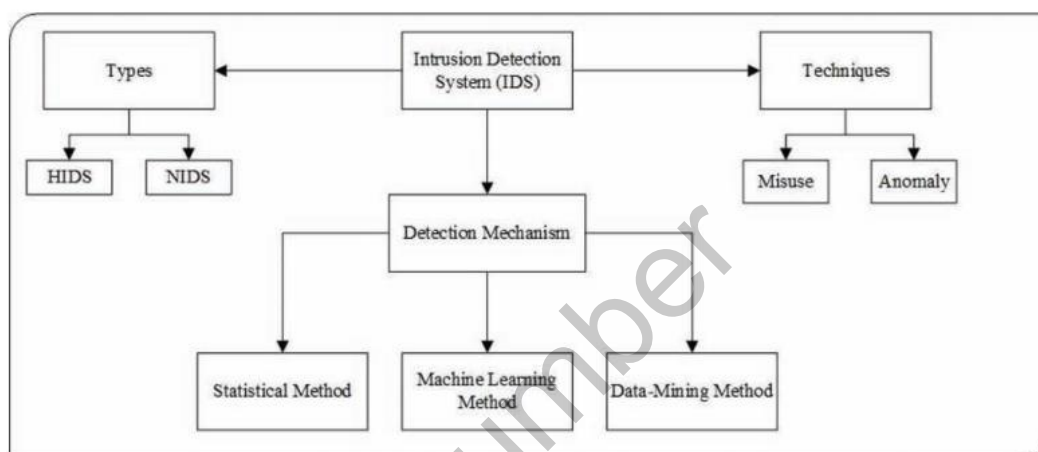 Types
Intrusion Detection
System (IDS)
Techniques
HIDS
NIDS
Misuse
Anomaly
Detection Mechanism
Statistical Method
Machine Learning
Method
Data-Mining Method
umber